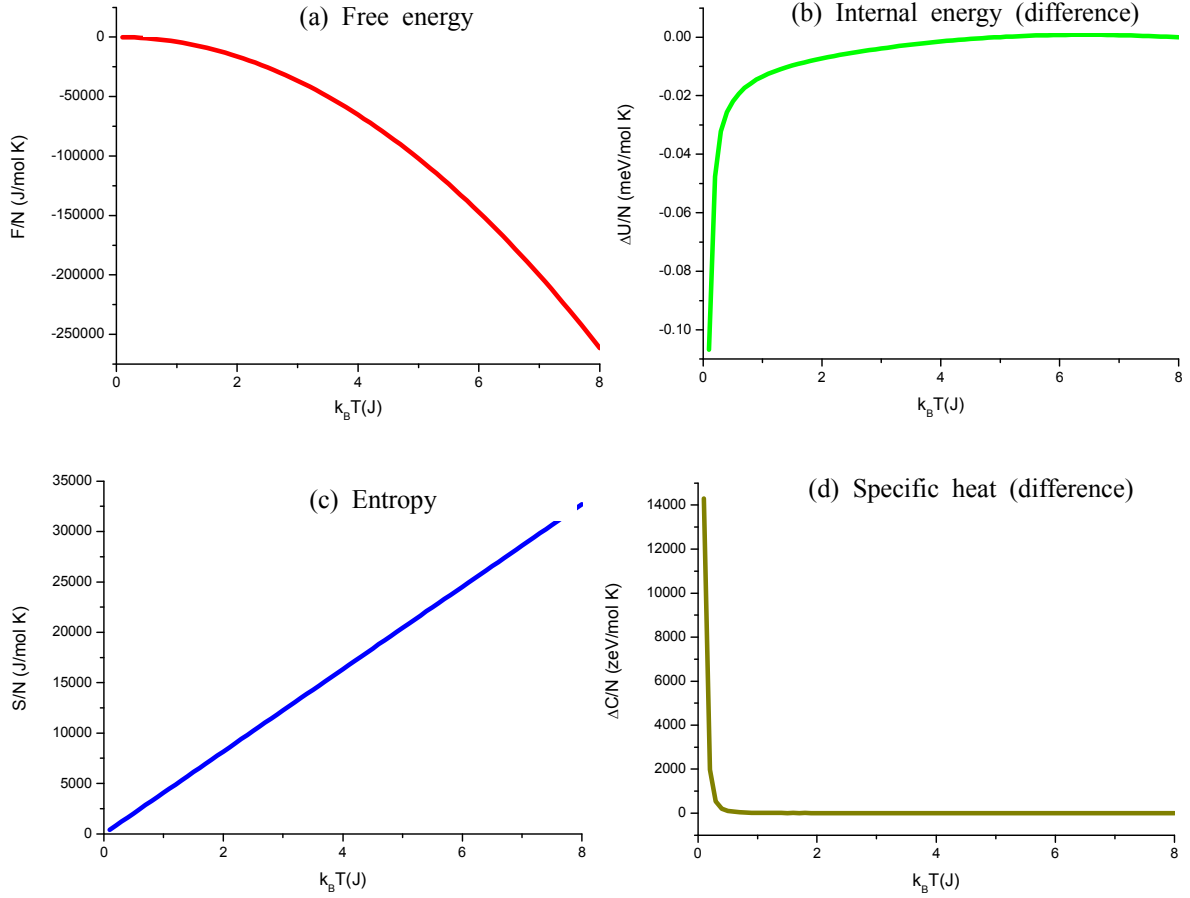 (a) Free energy
0
-50000
-100000
-150000
-200000
-250000
F/N (J/mol K)
0 2 4 6 8
k_BT(J)
(b) Internal energy (difference)
0.00
-0.02
-0.04
-0.06
-0.08
-0.10
ΔU/N (meV/mol K)
0 2 4 6 8
k_BT(J)
(c) Entropy
35000
30000
25000
20000
15000
10000
5000
0
S/N (J/mol K)
0 2 4 6 8
k_BT(J)
(d) Specific heat (difference)
14000
12000
10000
8000
6000
4000
2000
0
ΔC/N (zeV/mol K)
0 2 4 6 8
k_BT(J)